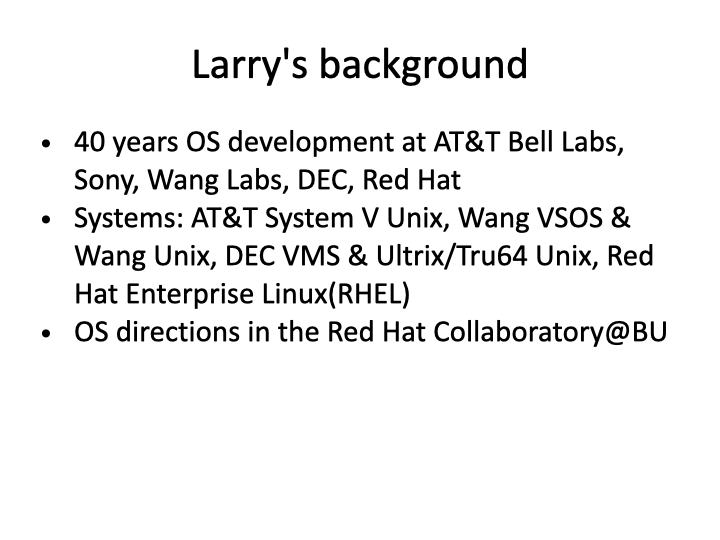 Larry's background
• 40 years OS development at AT&T Bell Labs,
Sony, Wang Labs, DEC, Red Hat
• Systems: AT&T System V Unix, Wang VSOS &
Wang Unix, DEC VMS & Ultrix/Tru64 Unix, Red
Hat Enterprise Linux(RHEL)
• OS directions in the Red Hat Collaboratory@BU